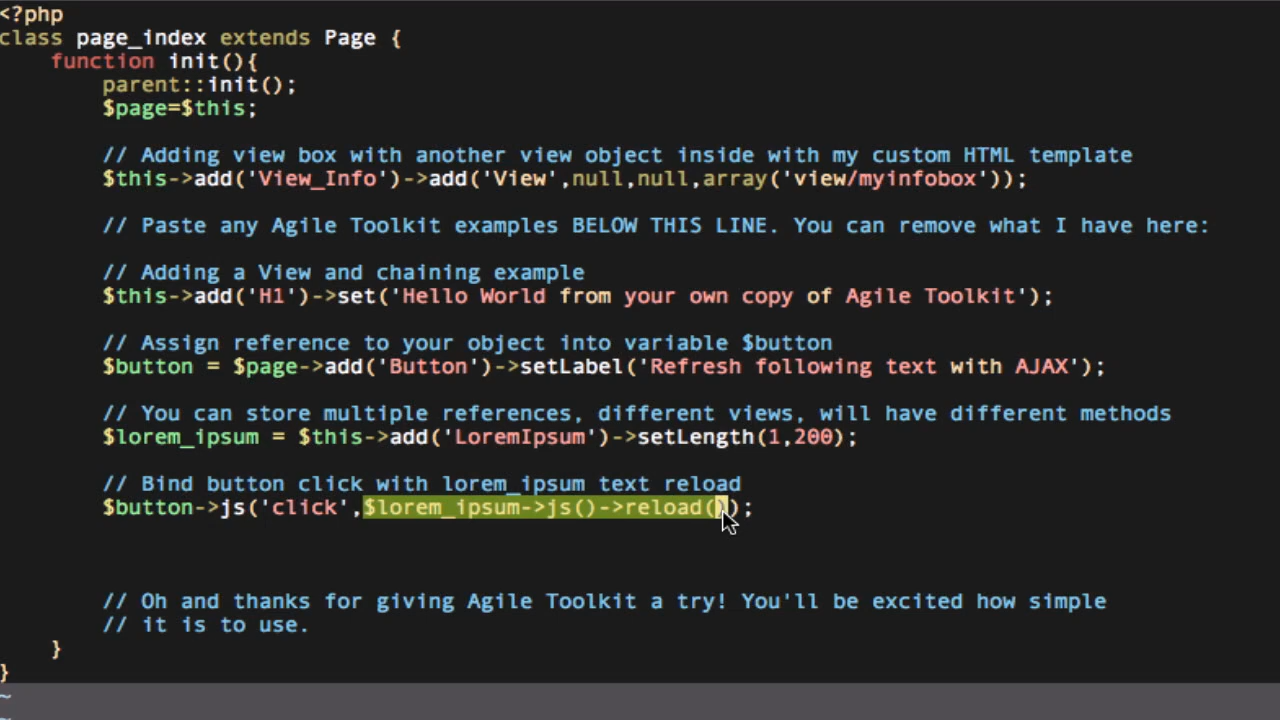 <?php
class page_index extends Page {
    function init(){
        parent::init();
        $page=$this;

        // Adding view box with another view object inside with my custom HTML template
        $this->add('View_Info')->add('View',null,null,array('view/myinfobox'));

        // Paste any Agile Toolkit examples BELOW THIS LINE. You can remove what I have here:

        // Adding a View and chaining example
        $this->add('H1')->set('Hello World from your own copy of Agile Toolkit');

        // Assign reference to your object into variable $button
        $button = $page->add('Button')->setLabel('Refresh following text with AJAX');

        // You can store multiple references, different views, will have different methods
        $lorem_ipsum = $this->add('LoremIpsum')->setLength(1,200);

        // Bind button click with lorem_ipsum text reload
        $button->js('click',$lorem_ipsum->js()->reload());

        // Oh and thanks for giving Agile Toolkit a try! You'll be excited how simple
        // it is to use.
    }
}
~
~